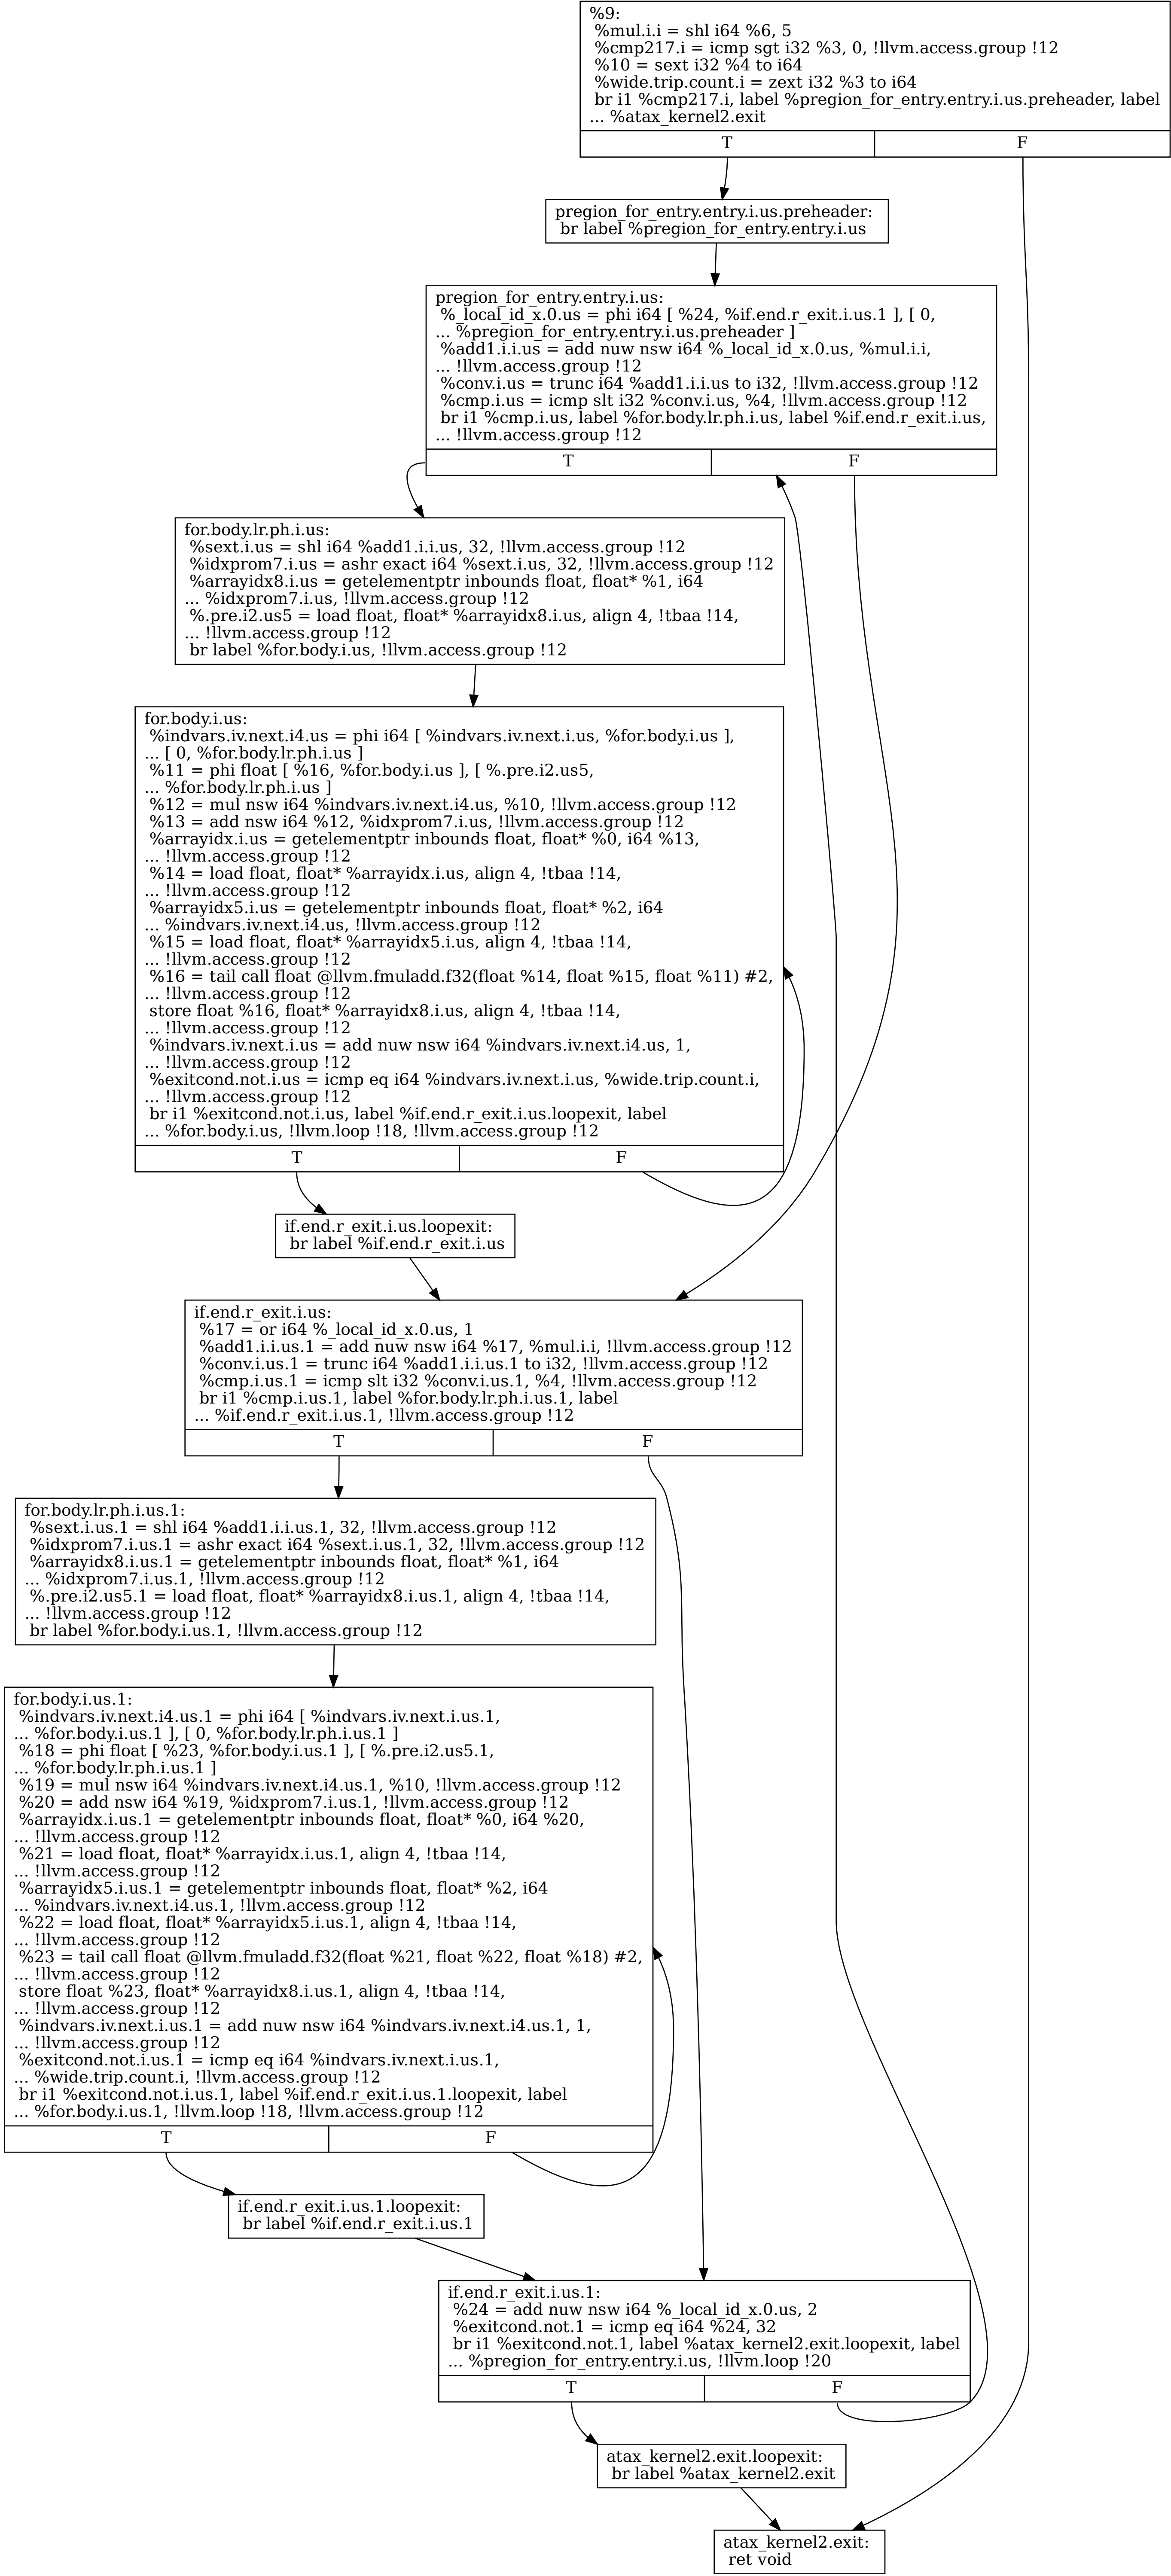 %9:
%mul.i.i = shl i64 %6, 5
%cmp217.i = icmp sgt i32 %3, 0, !llvm.access.group !12
%10 = sext i32 %4 to i64
%wide.trip.count.i = zext i32 %3 to i64
br i1 %cmp217.i, label %pregion_for_entry.entry.i.us.preheader, label
... %atax_kernel2.exit
T F
pregion_for_entry.entry.i.us.preheader:
br label %pregion_for_entry.entry.i.us
pregion_for_entry.entry.i.us:
%_local_id_x.0.us = phi i64 [ %24, %if.end.r_exit.i.us.1 ], [ 0,
... %pregion_for_entry.entry.i.us.preheader ]
%add1.i.i.us = add nuw nsw i64 %_local_id_x.0.us, %mul.i.i,
... !llvm.access.group !12
%conv.i.us = trunc i64 %add1.i.i.us to i32, !llvm.access.group !12
%cmp.i.us = icmp slt i32 %conv.i.us, %4, !llvm.access.group !12
br i1 %cmp.i.us, label %for.body.lr.ph.i.us, label %if.end.r_exit.i.us,
... !llvm.access.group !12
T F
for.body.lr.ph.i.us:
%sext.i.us = shl i64 %add1.i.i.us, 32, !llvm.access.group !12
%idxprom7.i.us = ashr exact i64 %sext.i.us, 32, !llvm.access.group !12
%arrayidx8.i.us = getelementptr inbounds float, float* %1, i64
... %idxprom7.i.us, !llvm.access.group !12
%.pre.i2.us5 = load float, float* %arrayidx8.i.us, align 4, !tbaa !14,
... !llvm.access.group !12
br label %for.body.i.us, !llvm.access.group !12
for.body.i.us:
%indvars.iv.next.i4.us = phi i64 [ %indvars.iv.next.i.us, %for.body.i.us ],
... [ 0, %for.body.lr.ph.i.us ]
%11 = phi float [ %16, %for.body.i.us ], [ %.pre.i2.us5,
... %for.body.lr.ph.i.us ]
%12 = mul nsw i64 %indvars.iv.next.i4.us, %10, !llvm.access.group !12
%13 = add nsw i64 %12, %idxprom7.i.us, !llvm.access.group !12
%arrayidx.i.us = getelementptr inbounds float, float* %0, i64 %13,
... !llvm.access.group !12
%14 = load float, float* %arrayidx.i.us, align 4, !tbaa !14,
... !llvm.access.group !12
%arrayidx5.i.us = getelementptr inbounds float, float* %2, i64
... %indvars.iv.next.i4.us, !llvm.access.group !12
%15 = load float, float* %arrayidx5.i.us, align 4, !tbaa !14,
... !llvm.access.group !12
%16 = tail call float @llvm.fmuladd.f32(float %14, float %15, float %11) #2,
... !llvm.access.group !12
store float %16, float* %arrayidx8.i.us, align 4, !tbaa !14,
... !llvm.access.group !12
%indvars.iv.next.i.us = add nuw nsw i64 %indvars.iv.next.i4.us, 1,
... !llvm.access.group !12
%exitcond.not.i.us = icmp eq i64 %indvars.iv.next.i.us, %wide.trip.count.i,
... !llvm.access.group !12
br i1 %exitcond.not.i.us, label %if.end.r_exit.i.us.loopexit, label
... %for.body.i.us, !llvm.loop !18, !llvm.access.group !12
T F
if.end.r_exit.i.us.loopexit:
br label %if.end.r_exit.i.us
if.end.r_exit.i.us:
%17 = or i64 %_local_id_x.0.us, 1
%add1.i.i.us.1 = add nuw nsw i64 %17, %mul.i.i, !llvm.access.group !12
%conv.i.us.1 = trunc i64 %add1.i.i.us.1 to i32, !llvm.access.group !12
%cmp.i.us.1 = icmp slt i32 %conv.i.us.1, %4, !llvm.access.group !12
br i1 %cmp.i.us.1, label %for.body.lr.ph.i.us.1, label
... %if.end.r_exit.i.us.1, !llvm.access.group !12
T F
for.body.lr.ph.i.us.1:
%sext.i.us.1 = shl i64 %add1.i.i.us.1, 32, !llvm.access.group !12
%idxprom7.i.us.1 = ashr exact i64 %sext.i.us.1, 32, !llvm.access.group !12
%arrayidx8.i.us.1 = getelementptr inbounds float, float* %1, i64
... %idxprom7.i.us.1, !llvm.access.group !12
%.pre.i2.us5.1 = load float, float* %arrayidx8.i.us.1, align 4, !tbaa !14,
... !llvm.access.group !12
br label %for.body.i.us.1, !llvm.access.group !12
for.body.i.us.1:
%indvars.iv.next.i4.us.1 = phi i64 [ %indvars.iv.next.i.us.1,
... %for.body.i.us.1 ], [ 0, %for.body.lr.ph.i.us.1 ]
%18 = phi float [ %23, %for.body.i.us.1 ], [ %.pre.i2.us5.1,
... %for.body.lr.ph.i.us.1 ]
%19 = mul nsw i64 %indvars.iv.next.i4.us.1, %10, !llvm.access.group !12
%20 = add nsw i64 %19, %idxprom7.i.us.1, !llvm.access.group !12
%arrayidx.i.us.1 = getelementptr inbounds float, float* %0, i64 %20,
... !llvm.access.group !12
%21 = load float, float* %arrayidx.i.us.1, align 4, !tbaa !14,
... !llvm.access.group !12
%arrayidx5.i.us.1 = getelementptr inbounds float, float* %2, i64
... %indvars.iv.next.i4.us.1, !llvm.access.group !12
%22 = load float, float* %arrayidx5.i.us.1, align 4, !tbaa !14,
... !llvm.access.group !12
%23 = tail call float @llvm.fmuladd.f32(float %21, float %22, float %18) #2,
... !llvm.access.group !12
store float %23, float* %arrayidx8.i.us.1, align 4, !tbaa !14,
... !llvm.access.group !12
%indvars.iv.next.i.us.1 = add nuw nsw i64 %indvars.iv.next.i4.us.1, 1,
... !llvm.access.group !12
%exitcond.not.i.us.1 = icmp eq i64 %indvars.iv.next.i.us.1,
... %wide.trip.count.i, !llvm.access.group !12
br i1 %exitcond.not.i.us.1, label %if.end.r_exit.i.us.1.loopexit, label
... %for.body.i.us.1, !llvm.loop !18, !llvm.access.group !12
T F
if.end.r_exit.i.us.1.loopexit:
br label %if.end.r_exit.i.us.1
if.end.r_exit.i.us.1:
%24 = add nuw nsw i64 %_local_id_x.0.us, 2
%exitcond.not.1 = icmp eq i64 %24, 32
br i1 %exitcond.not.1, label %atax_kernel2.exit.loopexit, label
... %pregion_for_entry.entry.i.us, !llvm.loop !20
T F
atax_kernel2.exit.loopexit:
br label %atax_kernel2.exit
atax_kernel2.exit:
ret void